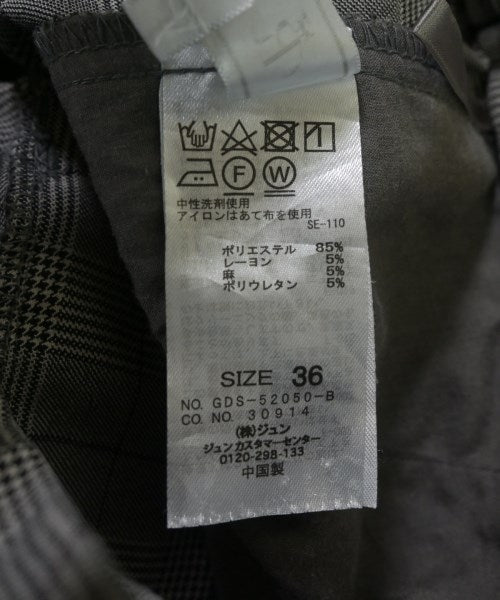 F W
中性洗剤使用
アイロンはあて布を使用
SE-110
ポリエステル 85%
レーヨン 5%
麻 5%
ポリウレタン 5%
SIZE 36
NO. GDS-52050-B
CO. NO. 30914
(株)ジュン
ジュンカスタマーセンター
0120-298-133
中国製